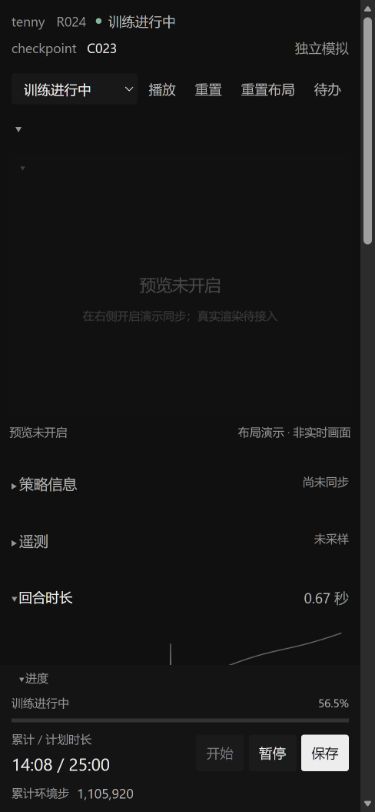 tenny R024 训练进行中
checkpoint C023 独立模拟
训练进行中 播放 重置 重置布局 待办
预览未开启
在右侧开启演示同步；真实渲染待接入
预览未开启 布局演示 · 非实时画面
策略信息 尚未同步
遥测 未采样
回合时长 0.67 秒
进度
训练进行中 56.5%
累计 / 计划时长
14:08 / 25:00 开始 暂停 保存
累计环境步 1,105,920